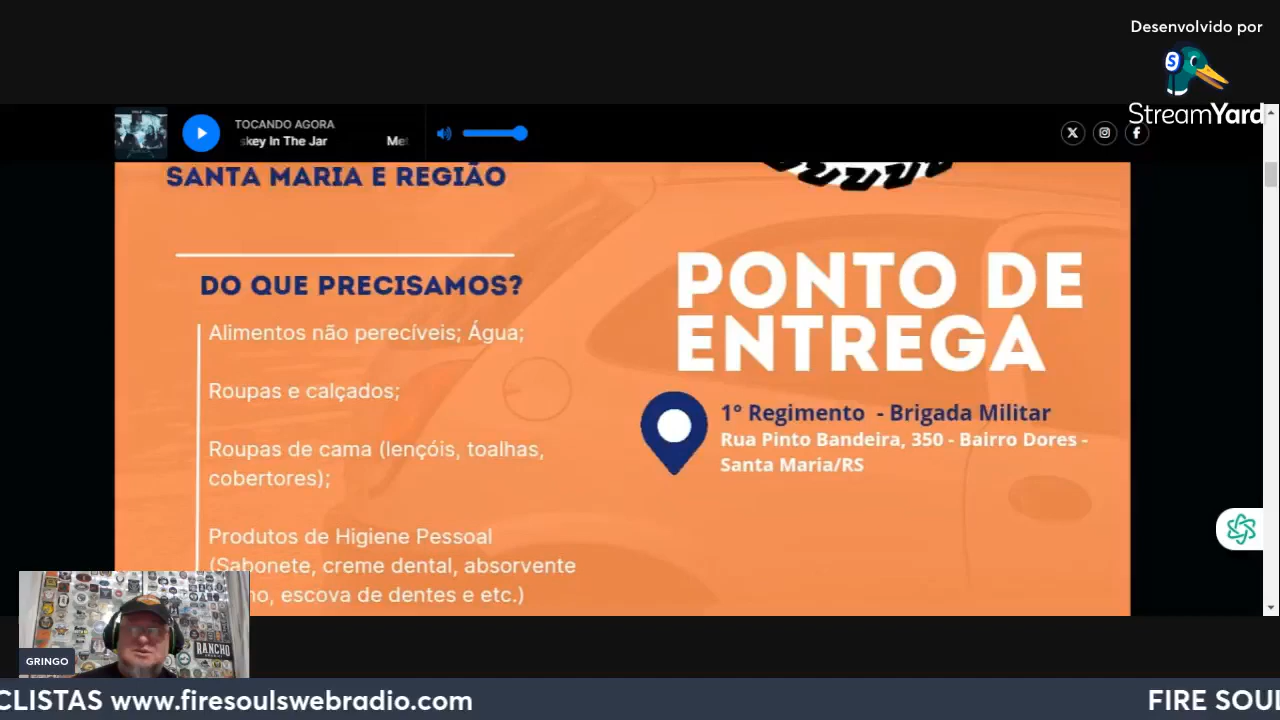 Desenvolvido por
StreamYard
TOCANDO AGORA
skey In The Jar
Met
SANTA MARIA E REGIÃO
DO QUE PRECISAMOS?
Alimentos não perecíveis; Água;
Roupas e calçados;
Roupas de cama (lençóis, toalhas,
cobertores);
Produtos de Higiene Pessoal
(Sabonete, creme dental, absorvente
o, escova de dentes e etc.)
PONTO DE
ENTREGA
1º Regimento - Brigada Militar
Rua Pinto Bandeira, 350 - Bairro Dores -
Santa Maria/RS
RANCHO
GRINGO
CLISTAS www.firesoulswebradio.com
FIRE SOUL